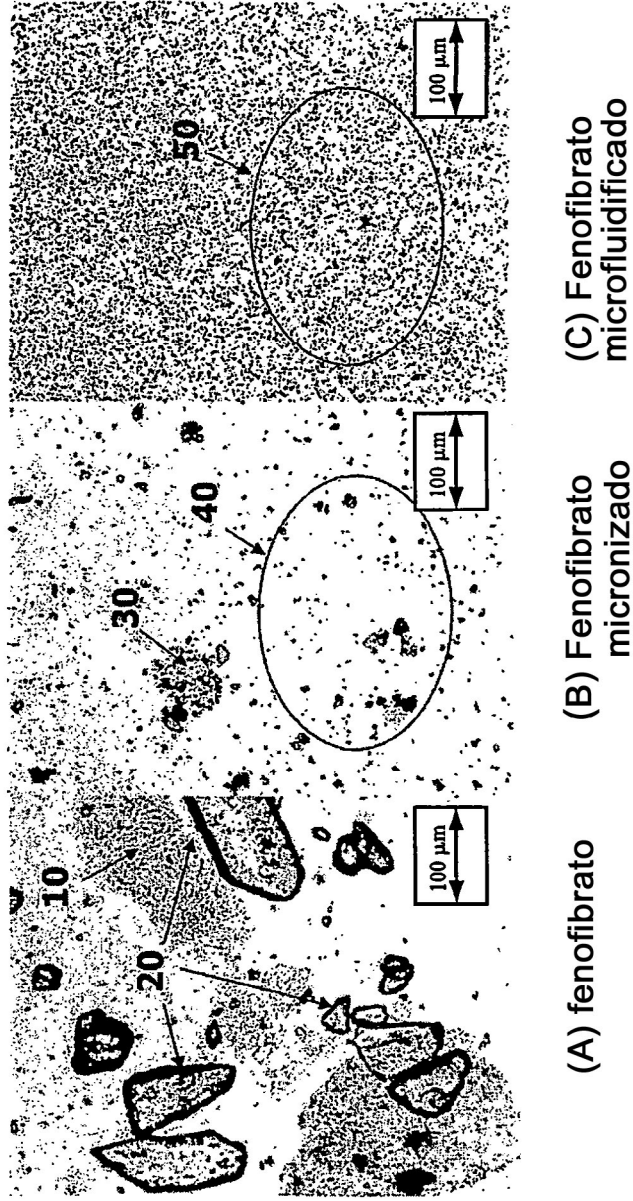 10
20
100 µm
(A) fenofibrato
30
40
100 µm
(B) Fenofibrato
micronizado
50
100 µm
(C) Fenofibrato
microfluidificado